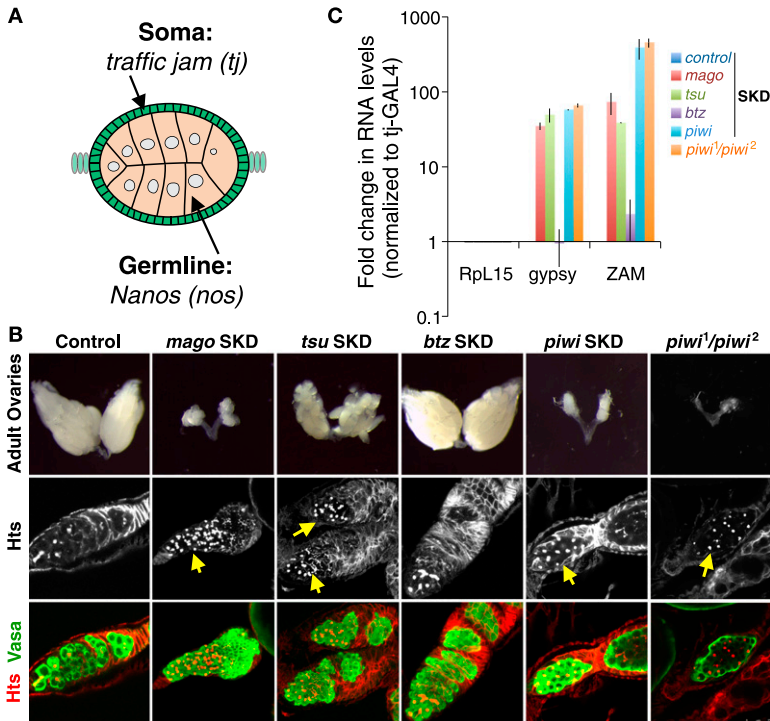 A
Soma:
traffic jam (tj)
Germline:
Nanos (nos)
C
Fold change in RNA levels
(normalized to tj-GAL4)
1000
100
10
1
0.1
RpL15
gypsy
ZAM
control
mago
tsu
btz
piwi
piwi¹/piwi²
SKD
B
Control
mago SKD
tsu SKD
btz SKD
piwi SKD
piwi¹/piwi²
Adult Ovaries
Hts
Hts Vasa